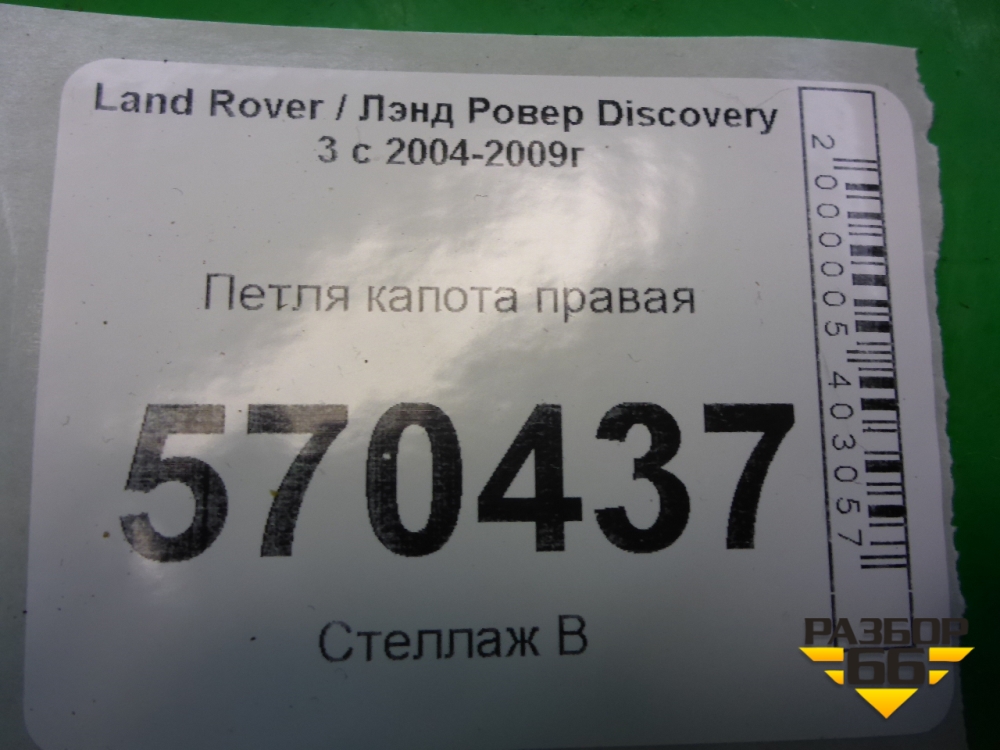 Land Rover / Лэнд Ровер Discovery
3 с 2004-2009г
Петля капота правая
570437
Стеллаж В
2000005403057
РАЗБОР
66